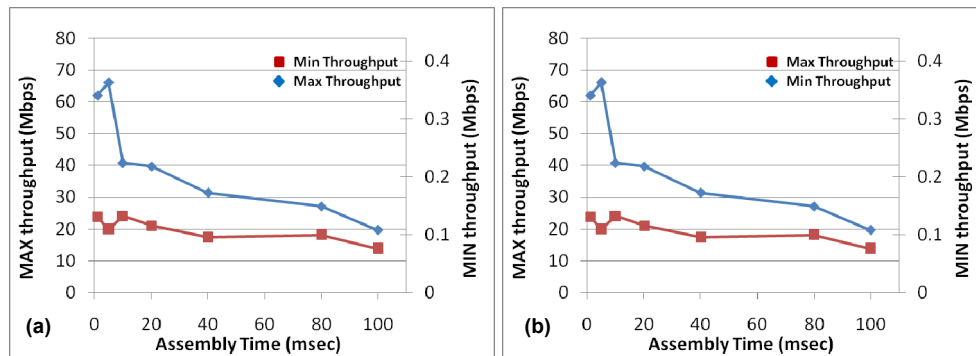 80
70
60
50
40
30
20
10
0
MAX throughput (Mbps)
Min Throughput
Max Throughput
0.4
0.3
0.2
0.1
0
MIN throughput (Mbps)
0 20 40 60 80 100
Assembly Time (msec)
(a)
80
70
60
50
40
30
20
10
0
MAX throughput (Mbps)
Max Throughput
Min Throughput
0.4
0.3
0.2
0.1
0
MIN throughput (Mbps)
0 20 40 60 80 100
Assembly Time (msec)
(b)